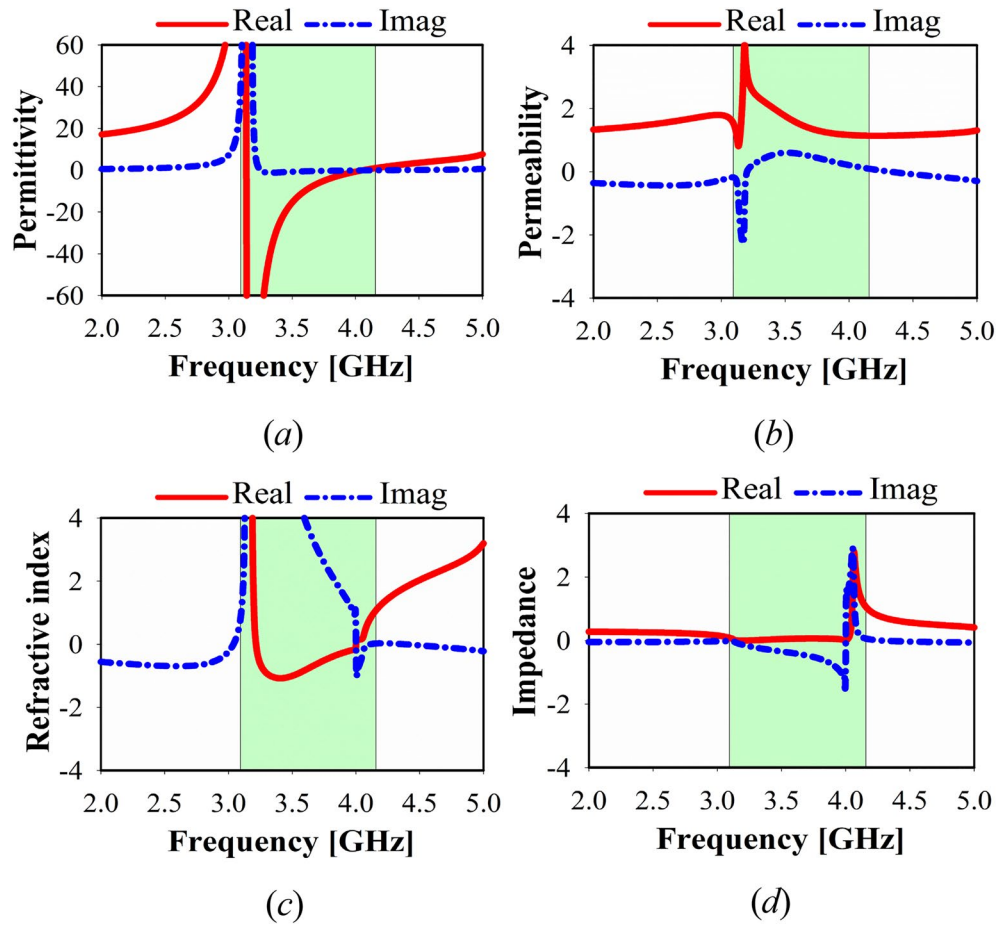 Real Imag
60
40
20
0
-20
-40
-60
Permittivity
2.0 2.5 3.0 3.5 4.0 4.5 5.0
Frequency [GHz]
(a)
Real Imag
4
2
0
-2
-4
Permeability
2.0 2.5 3.0 3.5 4.0 4.5 5.0
Frequency [GHz]
(b)
Real Imag
4
2
0
-2
-4
Refractive index
2.0 2.5 3.0 3.5 4.0 4.5 5.0
Frequency [GHz]
(c)
Real Imag
4
2
0
-2
-4
Impedance
2.0 2.5 3.0 3.5 4.0 4.5 5.0
Frequency [GHz]
(d)